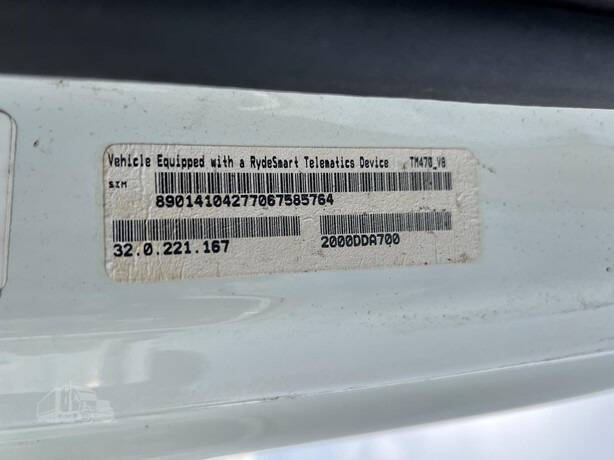 Vehicle Equipped with a RydeSmart Telematics Device TM470_V8
SIM
89014104277067585764
32.0.221.167 2000DDA700